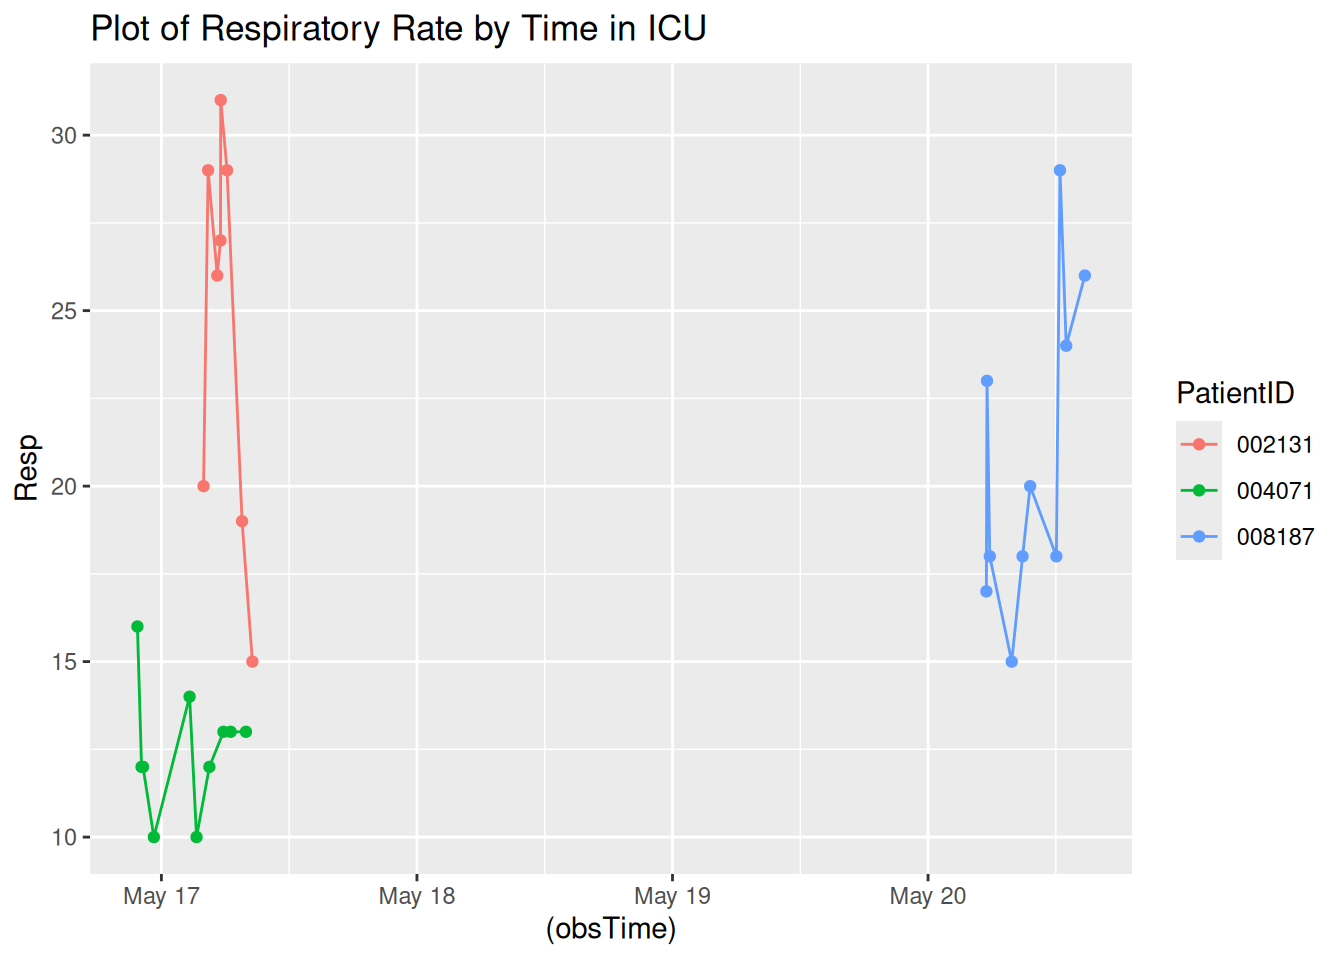 Plot of Respiratory Rate by Time in ICU
30
25
20
15
10
Resp
May 17
May 18
May 19
May 20
(obsTime)
PatientID
002131
004071
008187